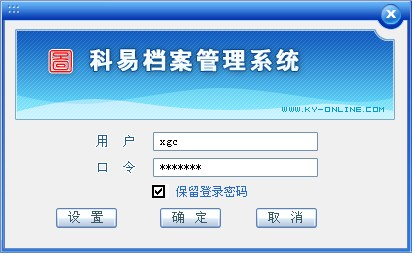 科易档案管理系统
WWW.KY-ONLINE.COM
用 户 xgc
口 令 *******
保留登录密码
设 置 确 定 取 消